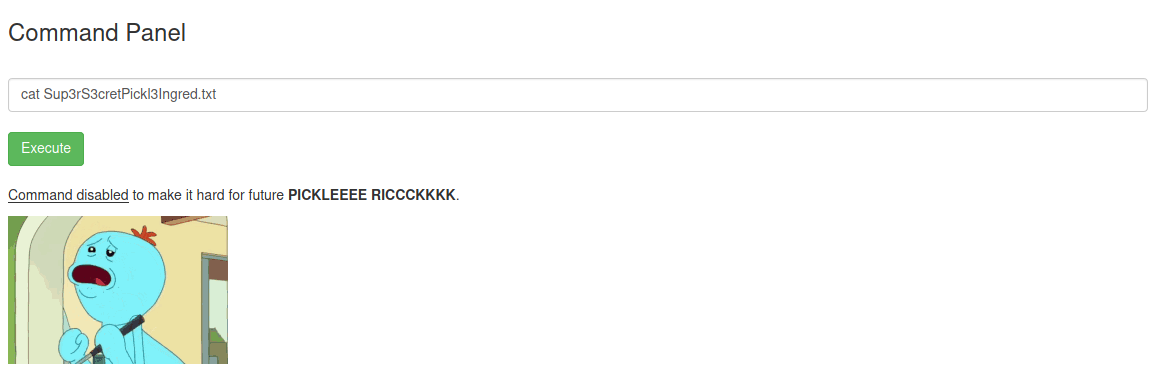 Command Panel
cat Sup3rS3cretPickl3Ingred.txt
Execute
Command disabled to make it hard for future PICKLEEEE RICCCKKKK.